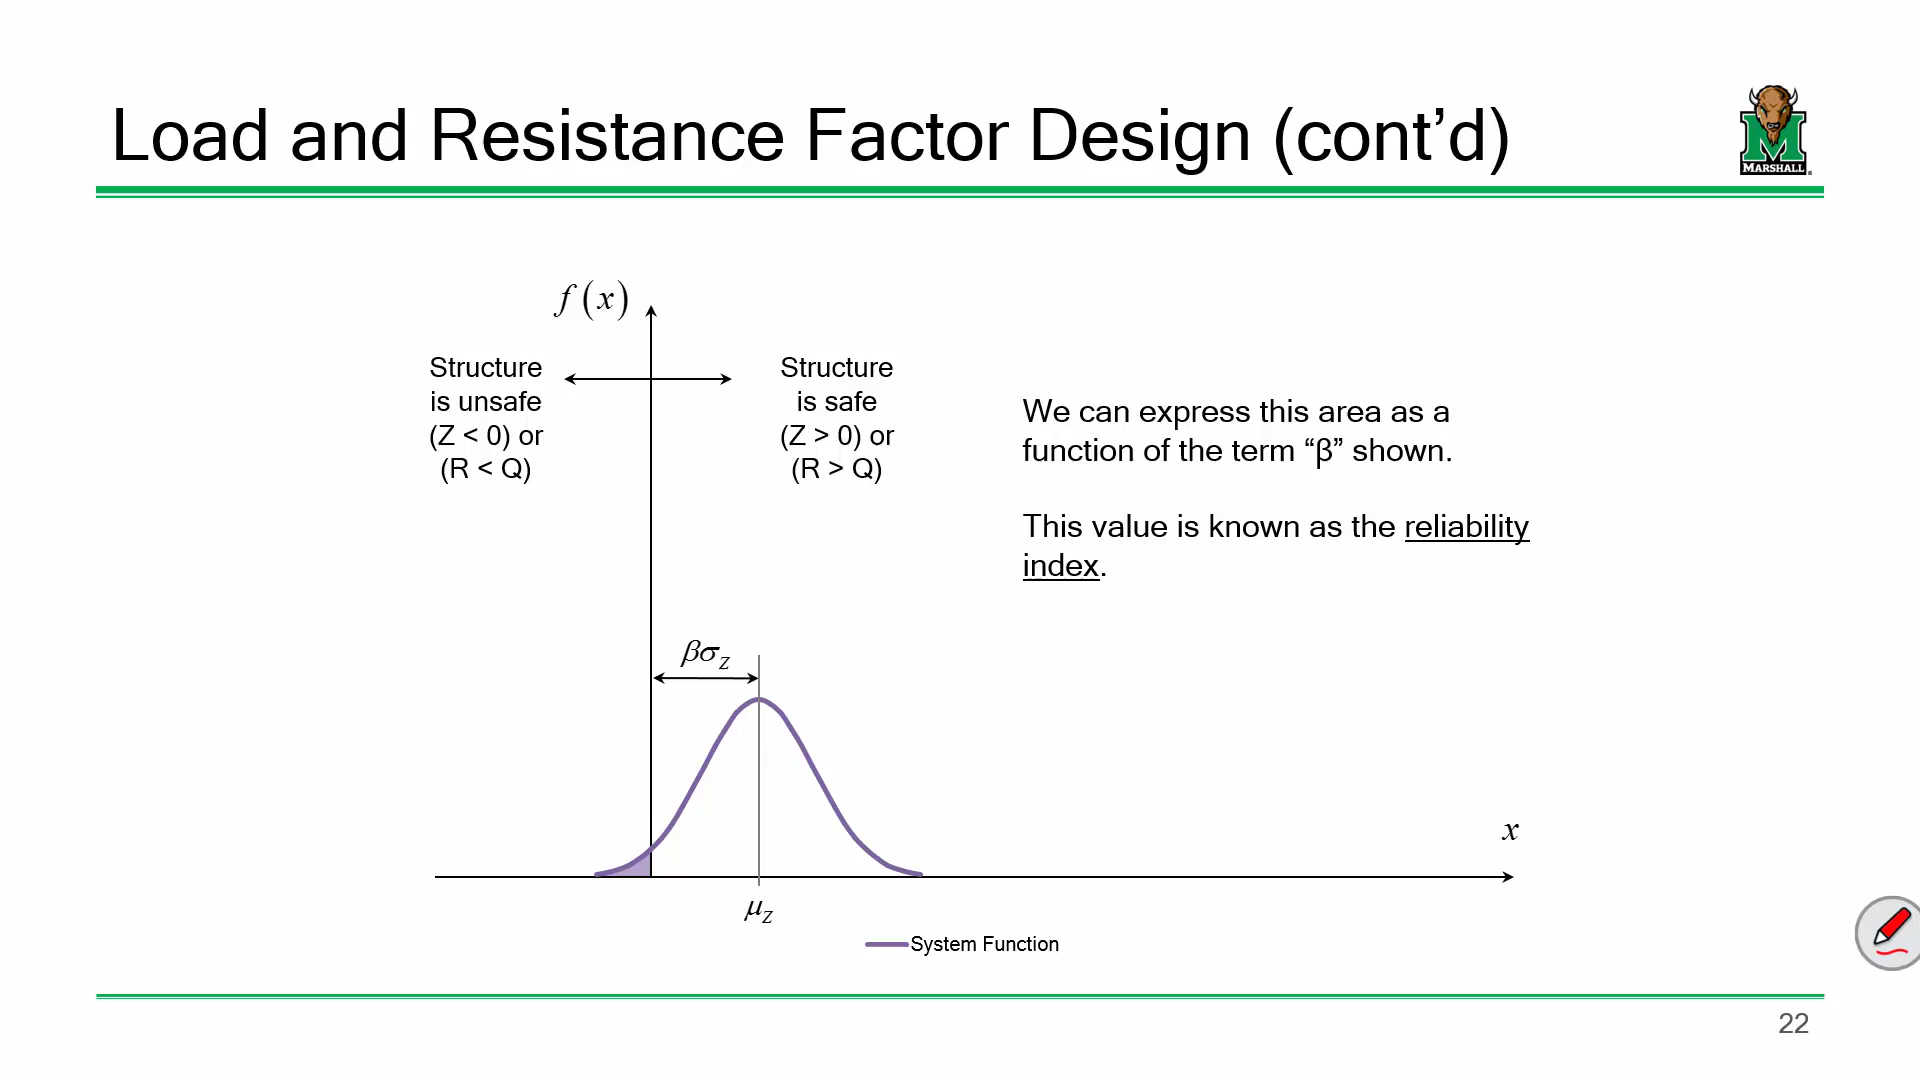 Load and Resistance Factor Design (cont’d)
MARSHALL
f (x)
Structure
is unsafe
(Z < 0) or
(R < Q)
Structure
is safe
(Z > 0) or
(R > Q)
We can express this area as a
function of the term “β” shown.
This value is known as the reliability
index.
βσZ
x
μZ
System Function
22